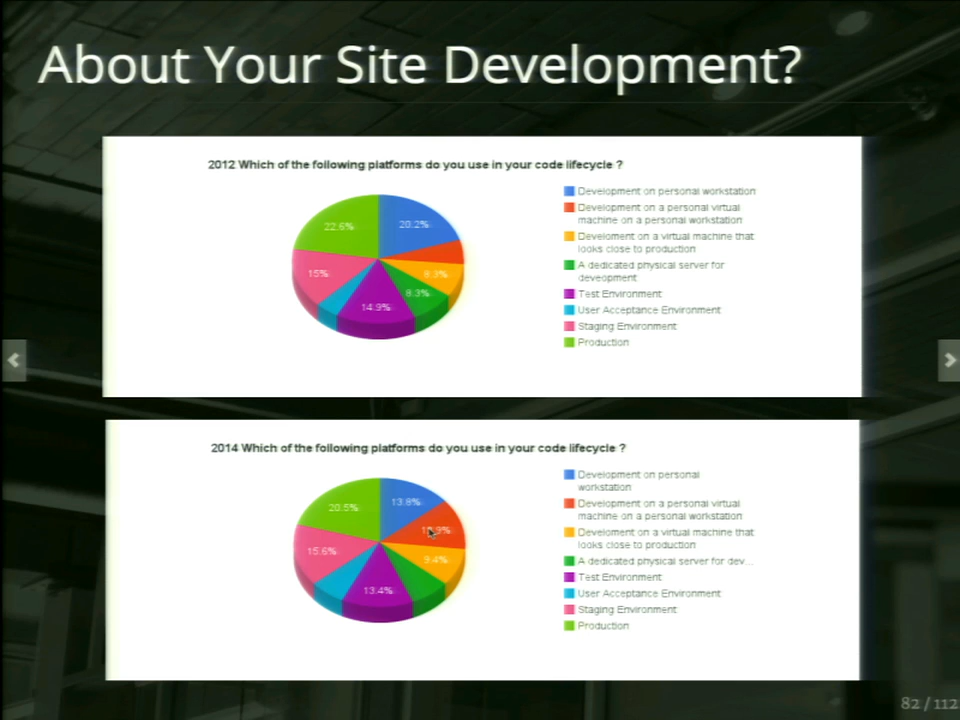 About Your Site Development?
2012 Which of the following platforms do you use in your code lifecycle ?
20.2%
8.3%
8.3%
14.9%
15%
22.6%
Development on personal workstation
Development on a personal virtual
machine on a personal workstation
Develoment on a virtual machine that
looks close to production
A dedicated physical server for
deveopment
Test Environment
User Acceptance Environment
Staging Environment
Production
2014 Which of the following platforms do you use in your code lifecycle ?
13.8%
9.4%
13.4%
15.6%
20.5%
Development on personal
workstation
Development on a personal virtual
machine on a personal workstation
Develoment on a virtual machine that
looks close to production
A dedicated physical server for dev...
Test Environment
User Acceptance Environment
Staging Environment
Production
82 / 112